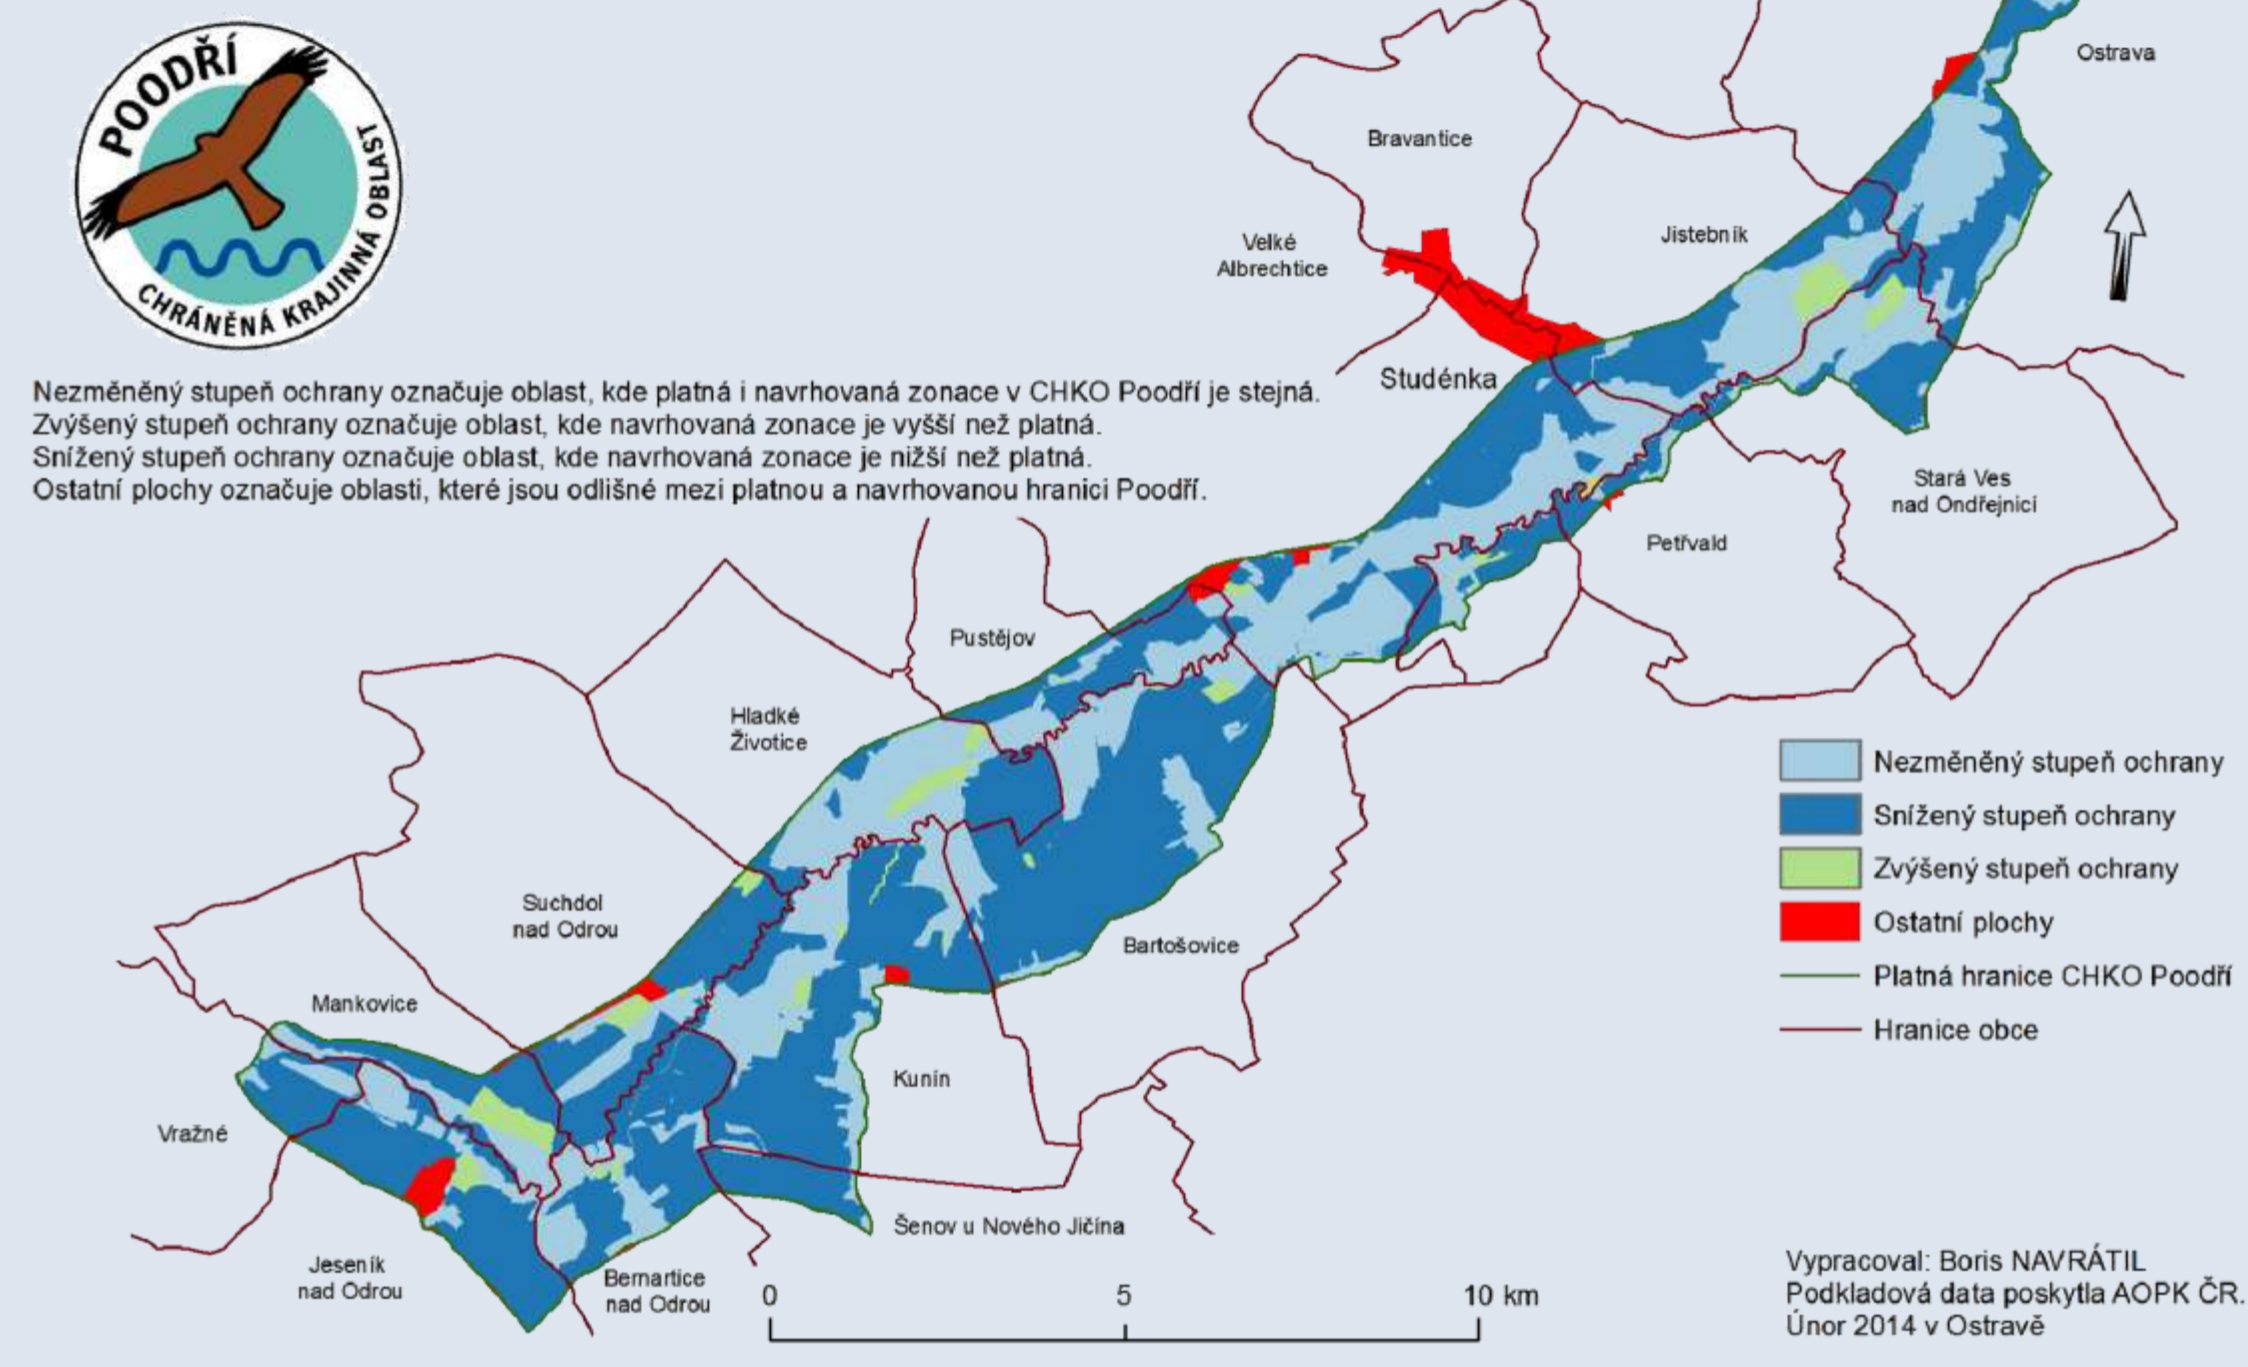 POODŘÍ
CHRÁNĚNÁ KRAJINNÁ OBLAST
Nezměněný stupeň ochrany označuje oblast, kde platná i navrhovaná zonace v CHKO Poodří je stejná.
Zvýšený stupeň ochrany označuje oblast, kde navrhovaná zonace je vyšší než platná.
Snížený stupeň ochrany označuje oblast, kde navrhovaná zonace je nižší než platná.
Ostatní plochy označuje oblasti, které jsou odlišné mezi platnou a navrhovanou hranici Poodří.
Ostrava
Bravantice
Jistebník
Velké
Albrechtice
Studénka
Stará Ves
nad Ondřejnicí
Petřvald
Pustějov
Hladké
Životice
Suchdol
nad Odrou
Bartošovice
Mankovice
Kunín
Vražné
Šenov u Nového Jičína
Jeseník
nad Odrou
Bernartice
nad Odrou
Nezměněný stupeň ochrany
Snížený stupeň ochrany
Zvýšený stupeň ochrany
Ostatní plochy
Platná hranice CHKO Poodří
Hranice obce
0 5 10 km
Vypracoval: Boris NAVRÁTIL
Podkladová data poskytla AOPK ČR.
Únor 2014 v Ostravě